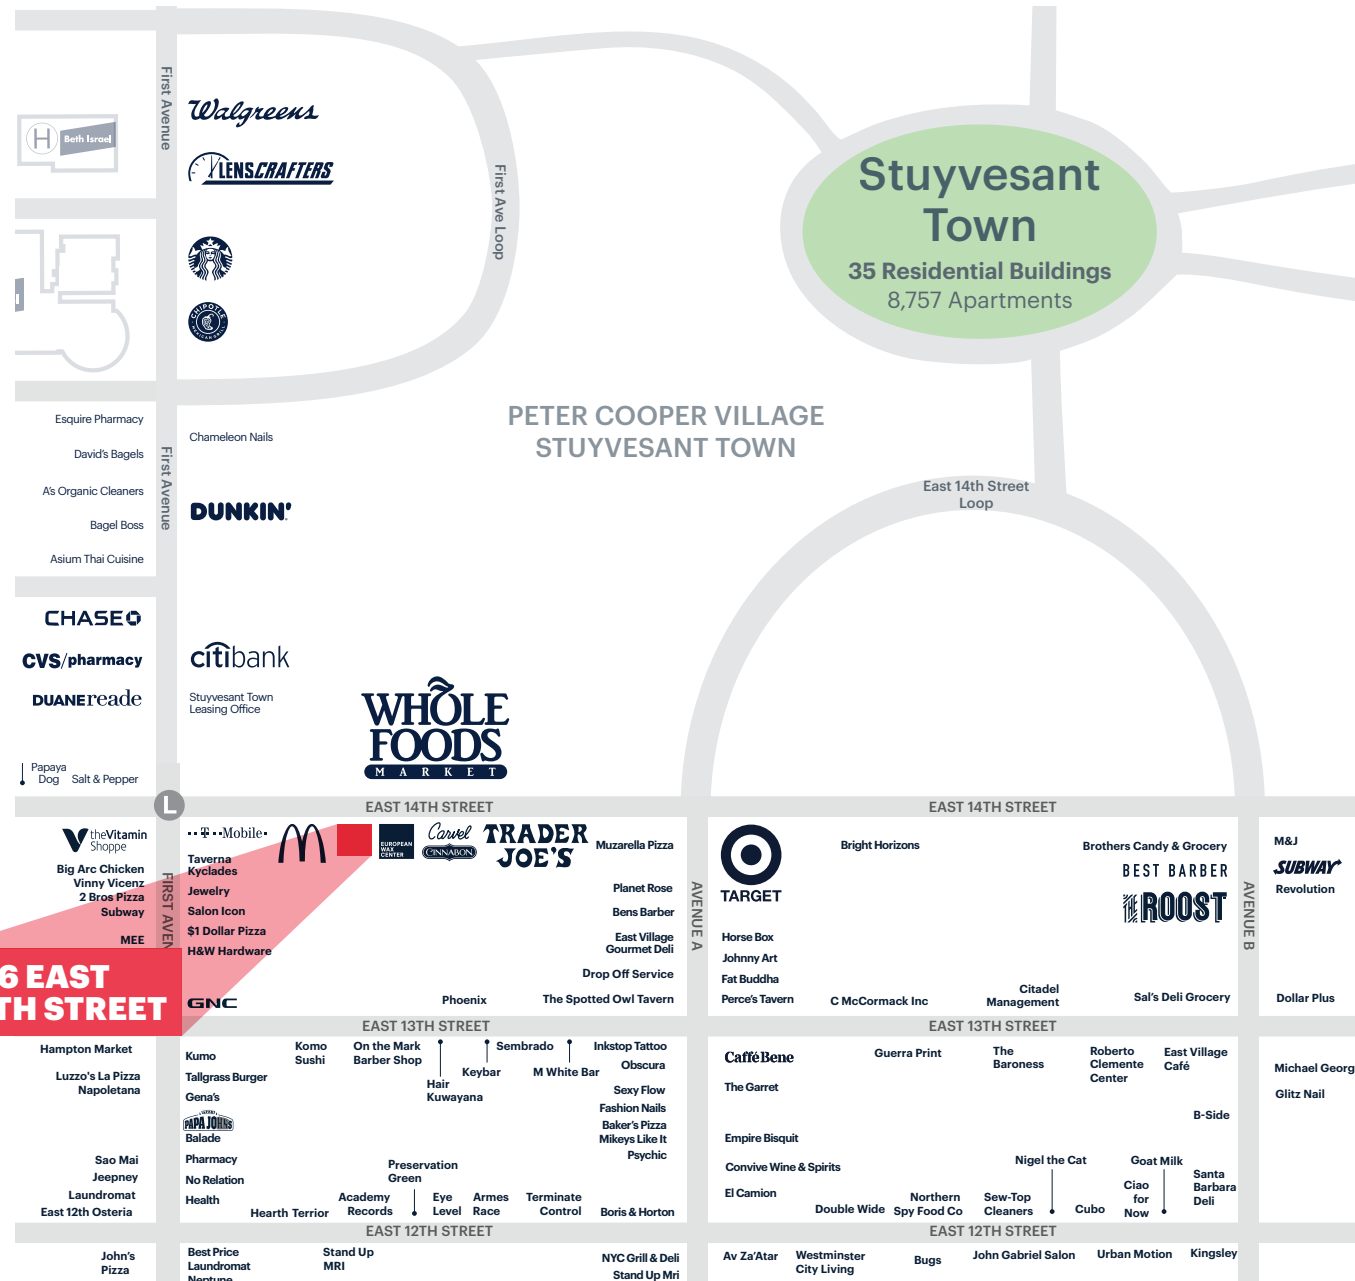 First Avenue
Walgreens
H
Beth Israel
LENSCRAFTERS
First Ave Loop
CHIPOTLE
MEXICAN GRILL
Stuyvesant
Town
35 Residential Buildings
8,757 Apartments
PETER COOPER VILLAGE
STUYVESANT TOWN
Esquire Pharmacy
David's Bagels
A's Organic Cleaners
Bagel Boss
Asium Thai Cuisine
First Avenue
Chameleon Nails
DUNKIN'
East 14th Street
Loop
CHASE
CVS/pharmacy
DUANEreade
citibank
Stuyvesant Town
Leasing Office
WHOLE
FOODS
MARKET
Papaya
Dog
Salt & Pepper
L
EAST 14TH STREET
EAST 14TH STREET
theVitamin
Shoppe
Big Arc Chicken
Vinny Vicenz
2 Bros Pizza
Subway
MEE
FIRST AVEN
T Mobile
Taverna
Kyclades
Jewelry
Salon Icon
$1 Dollar Pizza
H&W Hardware
GNC
6 EAST
TH STREET
EUROPEAN
WAX
CENTER
Carvel
CINNABON
TRADER
JOE'S
Muzarella Pizza
Planet Rose
Bens Barber
East Village
Gourmet Deli
Drop Off Service
Phoenix
The Spotted Owl Tavern
AVENUE A
TARGET
Horse Box
Johnny Art
Fat Buddha
Perce's Tavern
Bright Horizons
C McCormack Inc
Citadel
Management
Brothers Candy & Grocery
BEST BARBER
THE ROOST
Sal's Deli Grocery
AVENUE B
M&J
SUBWAY
Revolution
Dollar Plus
EAST 13TH STREET
EAST 13TH STREET
Hampton Market
Luzzo's La Pizza
Napoletana
Sao Mai
Jeepney
Laundromat
East 12th Osteria
Kumo
Tallgrass Burger
Gena's
PAPA JOHNS
Balade
Pharmacy
No Relation
Health
Komo
Sushi
On the Mark
Barber Shop
Hair
Kuwayana
Keybar
Sembrado
M White Bar
Inkstop Tattoo
Obscura
Sexy Flow
Fashion Nails
Baker's Pizza
Mikeys Like It
Psychic
Hearth Terrior
Academy
Records
Preservation
Green
Eye
Level
Armes
Race
Terminate
Control
Boris & Horton
Caffé Bene
The Garret
Empire Bisquit
Convive Wine & Spirits
El Camion
Guerra Print
The
Baroness
Roberto
Clemente
Center
East Village
Café
B-Side
Double Wide
Northern
Spy Food Co
Sew-Top
Cleaners
Nigel the Cat
Cubo
Goat Milk
Ciao
for
Now
Santa
Barbara
Deli
Michael Georg
Glitz Nail
EAST 12TH STREET
EAST 12TH STREET
John's
Pizza
Best Price
Laundromat
Neptune
Stand Up
MRI
NYC Grill & Deli
Stand Up Mri
Av Za'Atar
Westminster
City Living
Bugs
John Gabriel Salon
Urban Motion
Kingsley